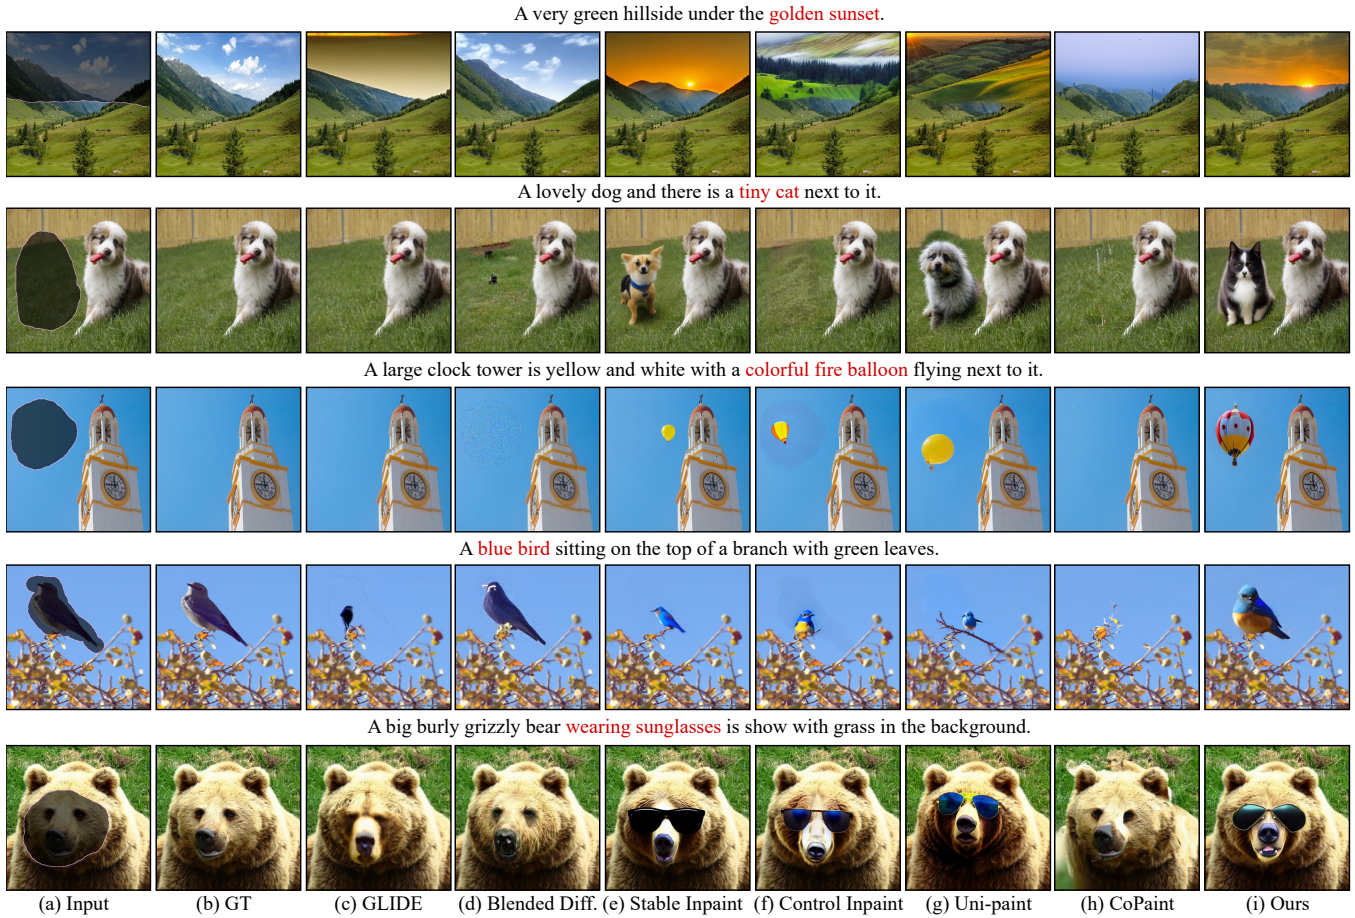 A very green hillside under the golden sunset.
A lovely dog and there is a tiny cat next to it.
A large clock tower is yellow and white with a colorful fire balloon flying next to it.
A blue bird sitting on the top of a branch with green leaves.
A big burly grizzly bear wearing sunglasses is show with grass in the background.
(a) Input (b) GT (c) GLIDE (d) Blended Diff. (e) Stable Inpaint (f) Control Inpaint (g) Uni-paint (h) CoPaint (i) Ours